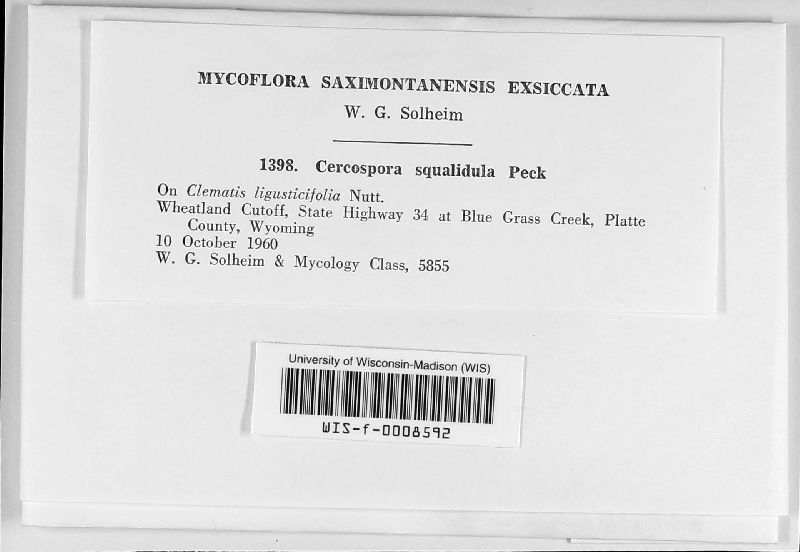 MYCOFLORA SAXIMONTANENSIS EXSICCATA
W. G. Solheim
1398. Cercospora squalidula Peck
On Clematis ligusticifolia Nutt.
Wheatland Cutoff, State Highway 34 at Blue Grass Creek, Platte
County, Wyoming
10 October 1960
W. G. Solheim & Mycology Class, 5855
University of Wisconsin-Madison (WIS)
WIS-f-0008592